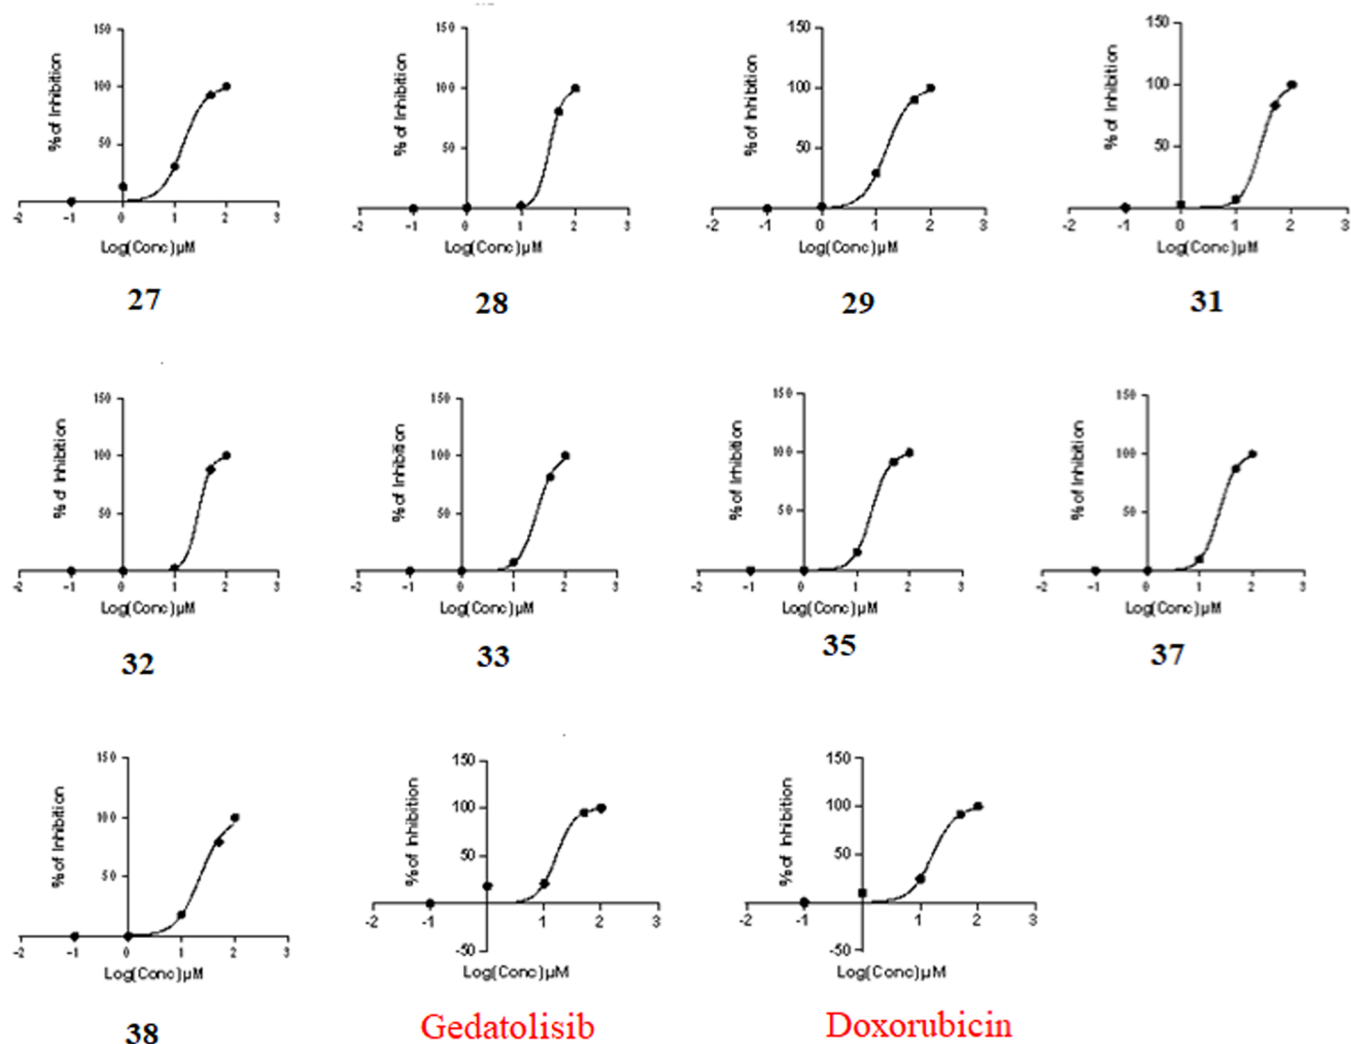 150 150 150 150
100 100 100 100
50 50 50 50
% of Inhibition % of Inhibition % of Inhibition % of Inhibition
-2 -1 0 1 2 3 -2 -1 0 1 2 3 -2 -1 0 1 2 3 -2 -1 0 1 2 3
Log(Conc)µM Log(Conc)µM Log(Conc)µM Log(Conc)µM
27 28 29 31
150 150 150 150
100 100 100 100
50 50 50 50
% of Inhibition % of Inhibition % of Inhibition % of Inhibition
-2 -1 0 1 2 3 -2 -1 0 1 2 3 -2 -1 0 1 2 3 -2 -1 0 1 2 3
Log(Conc)µM Log(Conc)µM Log(Conc)µM Log(Conc)µM
32 33 35 37
150 150 150
100 100 100
50 50 50
% of Inhibition % of Inhibition % of Inhibition
-2 -1 0 1 2 3 -2 -1 1 2 3 -2 -1 1 2 3
-50 -50
Log(Conc)µM Log(Conc)µM Log(Conc)µM
38 Gedatolisib Doxorubicin